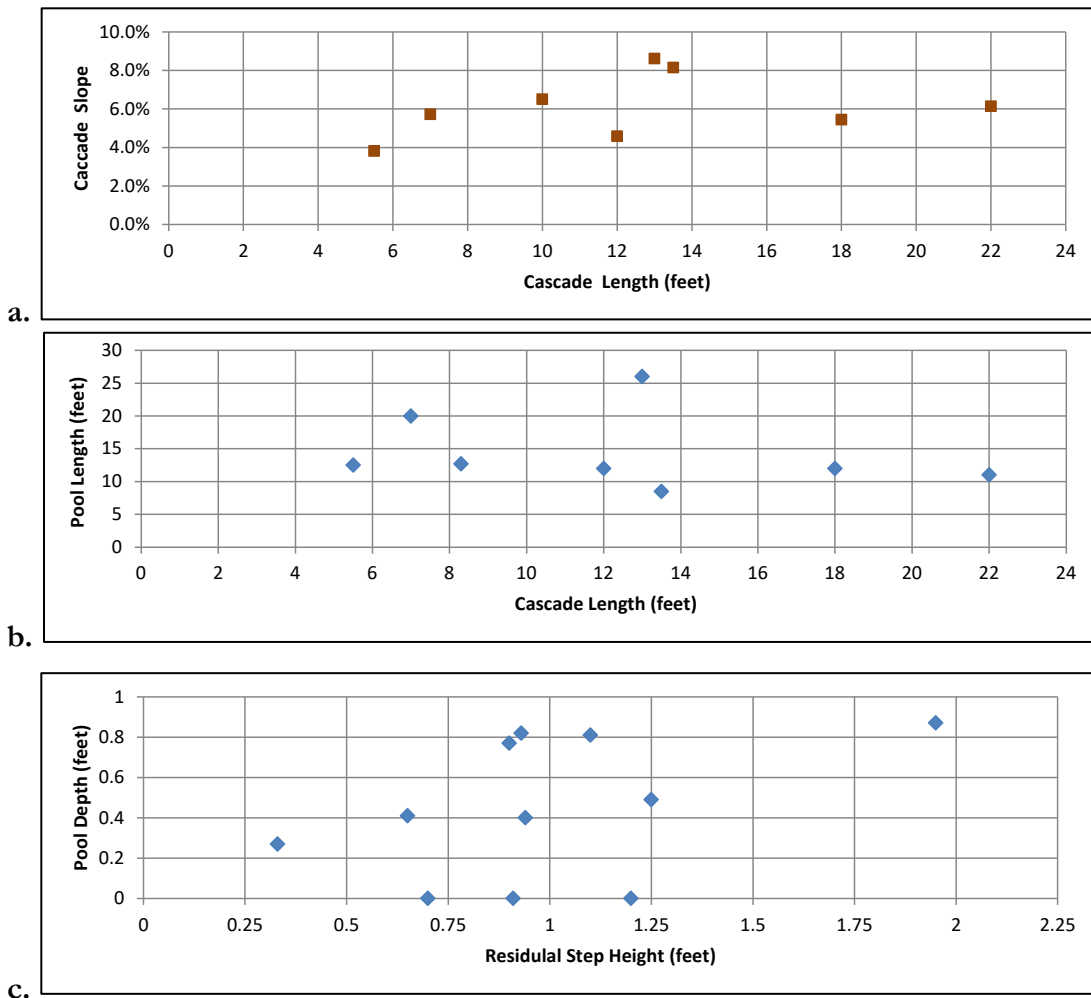 10.0%
8.0%
6.0%
4.0%
2.0%
0.0%
Caccade Slope
0 2 4 6 8 10 12 14 16 18 20 22 24
Cascade Length (feet)
a.
30
25
20
15
10
5
0
Pool Length (feet)
0 2 4 6 8 10 12 14 16 18 20 22 24
Cascade Length (feet)
b.
1
0.8
0.6
0.4
0.2
0
Pool Depth (feet)
0 0.25 0.5 0.75 1 1.25 1.5 1.75 2 2.25
Residulal Step Height (feet)
c.